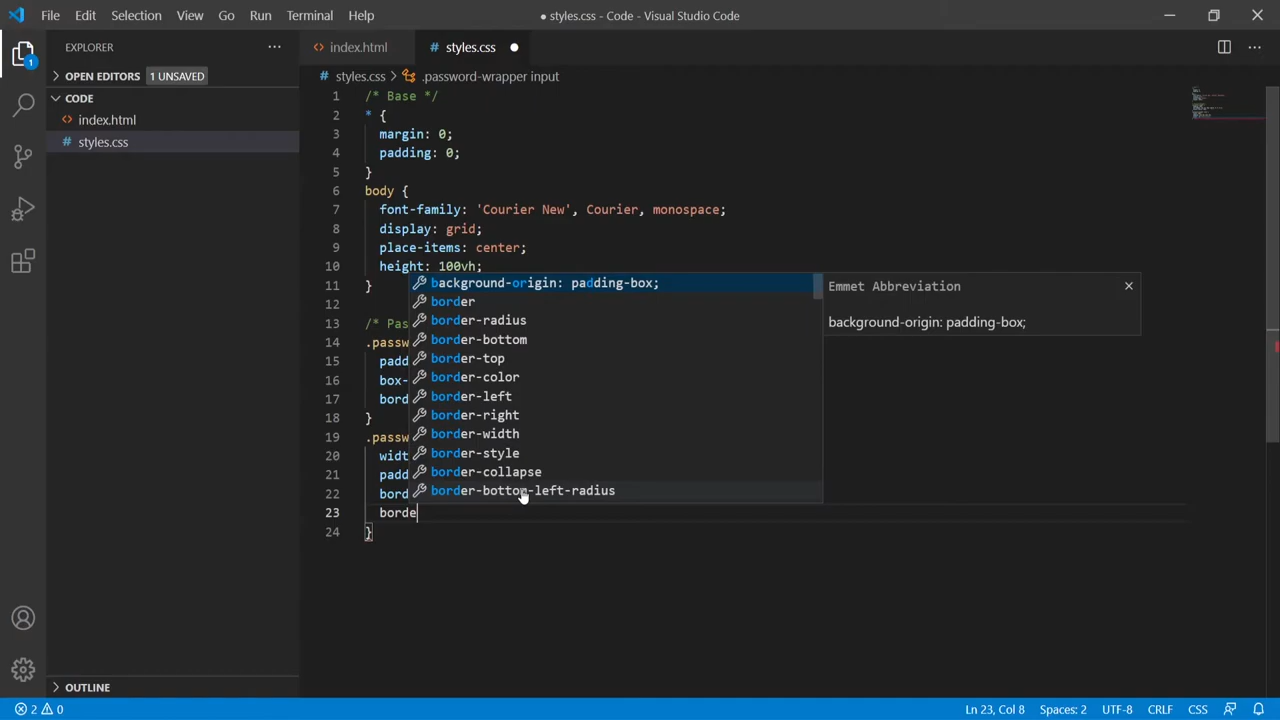 File Edit Selection View Go Run Terminal Help ● styles.css - Code - Visual Studio Code
EXPLORER ... <> index.html # styles.css ● ...
OPEN EDITORS 1 UNSAVED
# styles.css > .password-wrapper input
CODE
<> index.html
# styles.css
1 /* Base */
2 * {
3 margin: 0;
4 padding: 0;
5 }
6 body {
7 font-family: 'Courier New', Courier, monospace;
8 display: grid;
9 place-items: center;
10 height: 100vh;
11 }
12
13 /* Pas
14 .passw
15 padd
16 box-
17 bord
18 }
19 .passw
20 widt
21 padd
22 bord
23 borde
24 }
background-origin: padding-box;
border
border-radius
border-bottom
border-top
border-color
border-left
border-right
border-width
border-style
border-collapse
border-bottom-left-radius
Emmet Abbreviation ×
background-origin: padding-box;
1
OUTLINE
2 0 Ln 23, Col 8 Spaces: 2 UTF-8 CRLF CSS